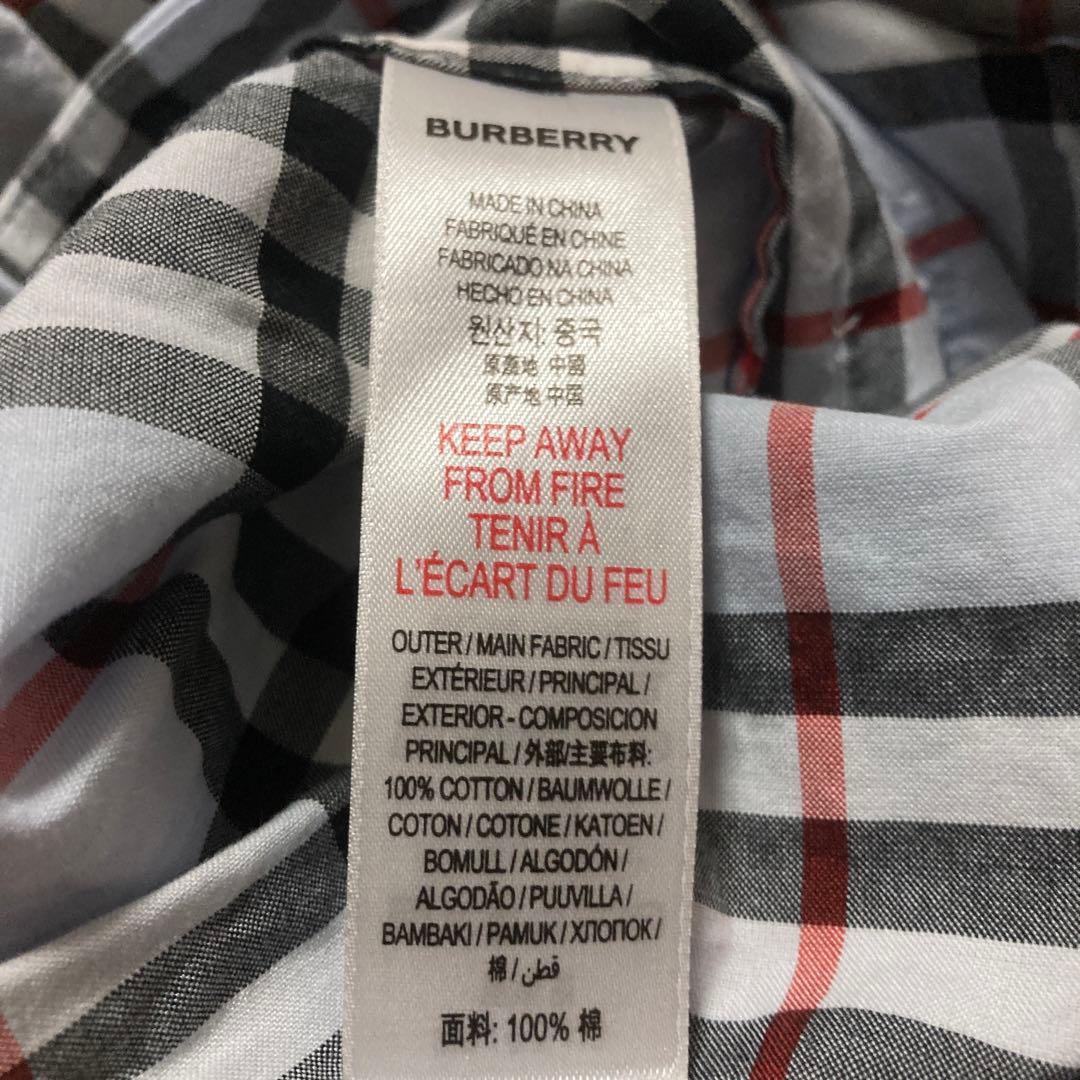 BURBERRY
MADE IN CHINA
FABRIQUÉ EN CHINE
FABRICADO NA CHINA
HECHO EN CHINA
원산지: 중국
原產地: 中國
原产地: 中国
KEEP AWAY
FROM FIRE
TENIR À
L'ÉCART DU FEU
OUTER / MAIN FABRIC / TISSU
EXTÉRIEUR / PRINCIPAL /
EXTERIOR - COMPOSICION
PRINCIPAL / 外部/主要布料:
100% COTTON / BAUMWOLLE /
COTON / COTONE / KATOEN /
BOMULL / ALGODÓN /
ALGODÃO / PUUVILLA /
BAMBAKI / PAMUK / ХЛОПОК /
棉 / قطن
面料: 100% 棉